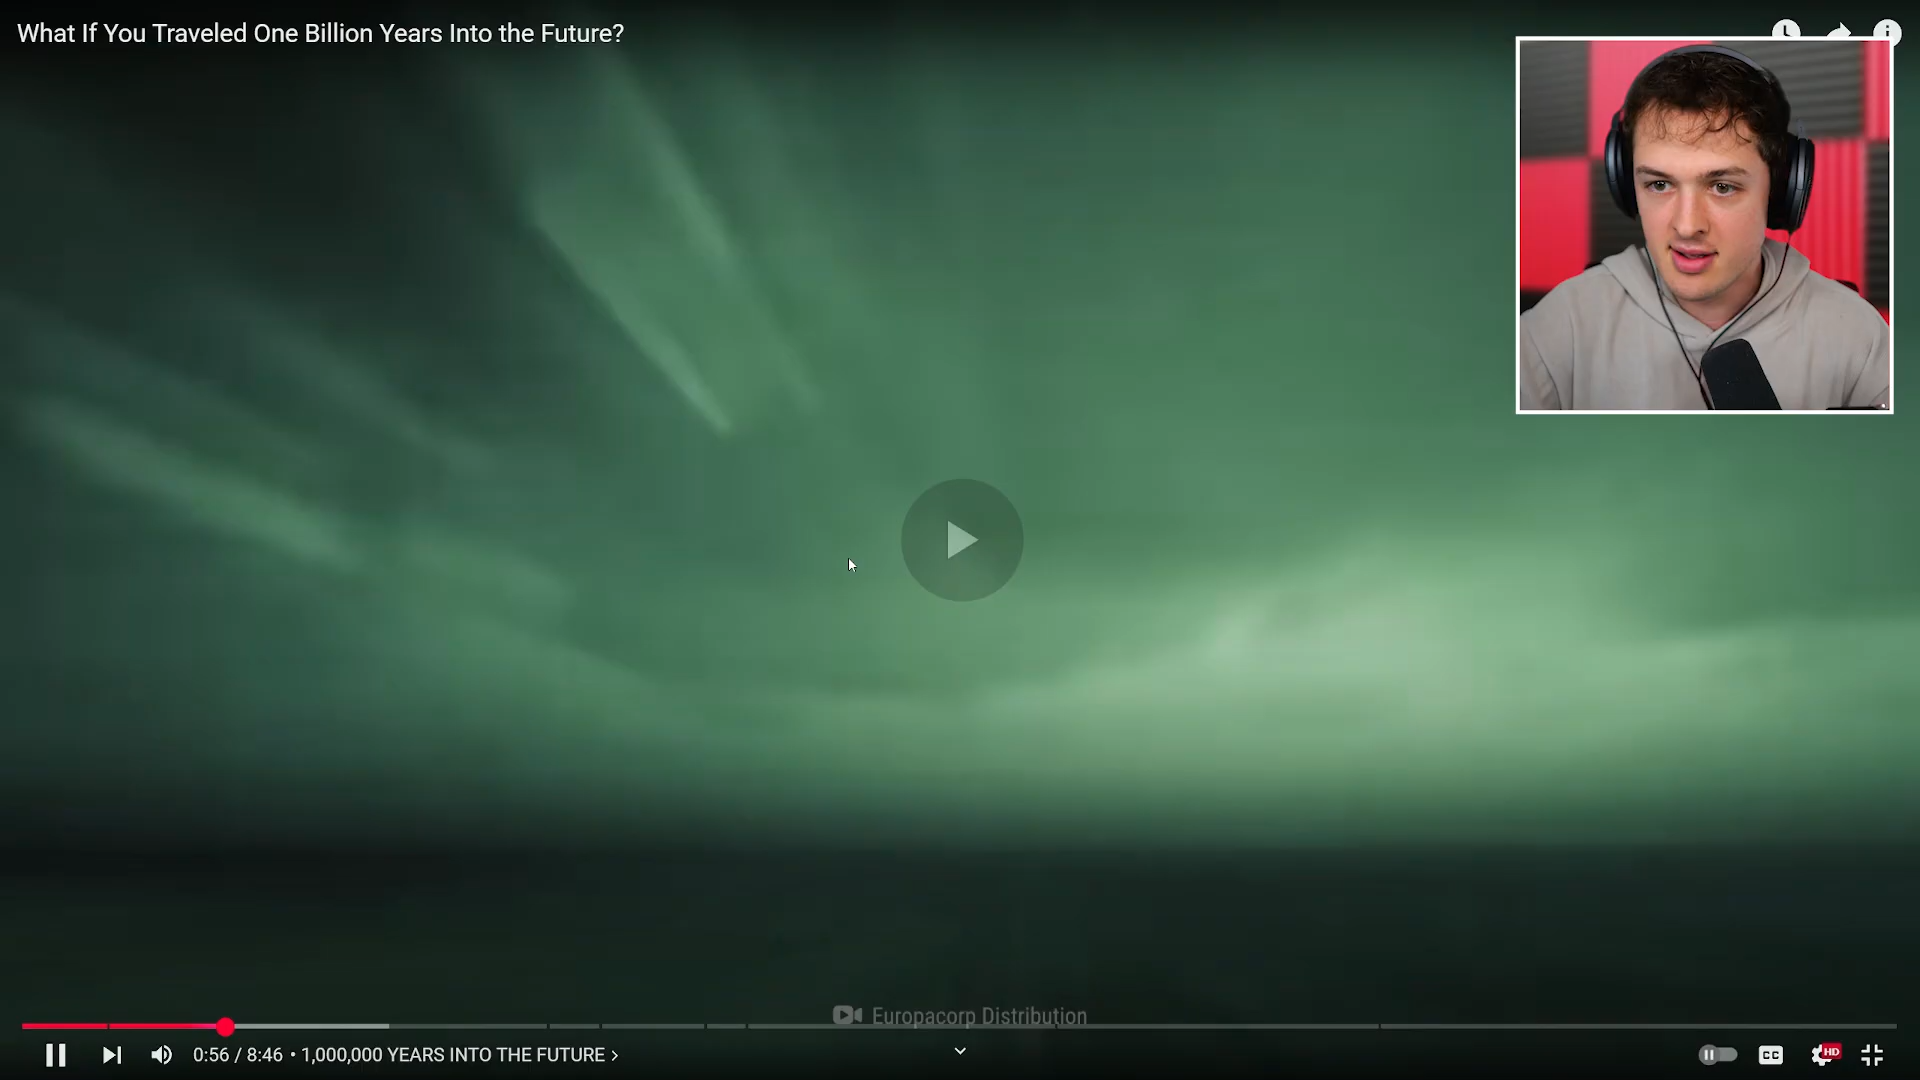 What If You Traveled One Billion Years Into the Future?
Europacorp Distribution
0:56 / 8:46 • 1,000,000 YEARS INTO THE FUTURE >
CC
HD